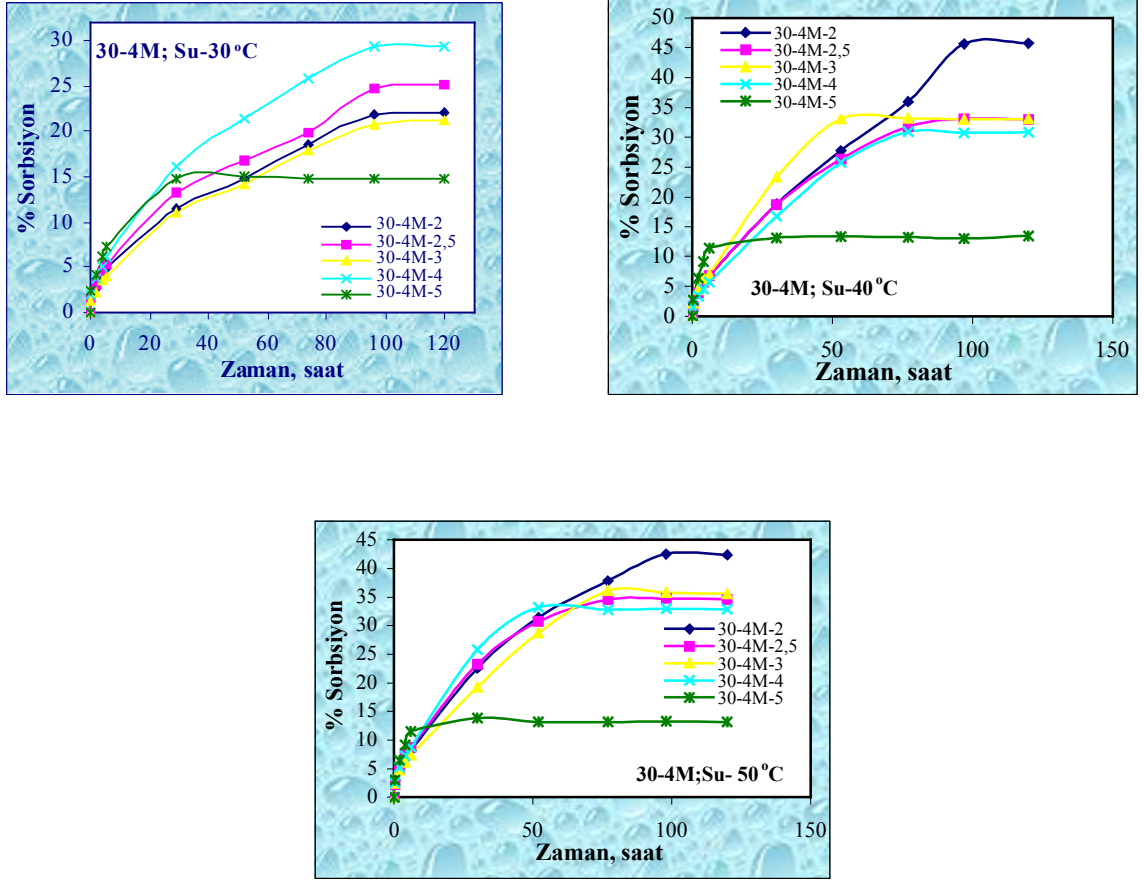 30-4M; Su-30 °C
% Sorbsiyon
30
25
20
15
10
5
0
30-4M-2
30-4M-2,5
30-4M-3
30-4M-4
30-4M-5
0 20 40 60 80 100 120
Zaman, saat
% Sorbsiyon
50
45
40
35
30
25
20
15
10
5
0
30-4M-2
30-4M-2,5
30-4M-3
30-4M-4
30-4M-5
30-4M; Su-40 °C
0 50 100 150
Zaman, saat
% Sorbsiyon
45
40
35
30
25
20
15
10
5
0
30-4M-2
30-4M-2,5
30-4M-3
30-4M-4
30-4M-5
30-4M;Su- 50 °C
0 50 100 150
Zaman, saat